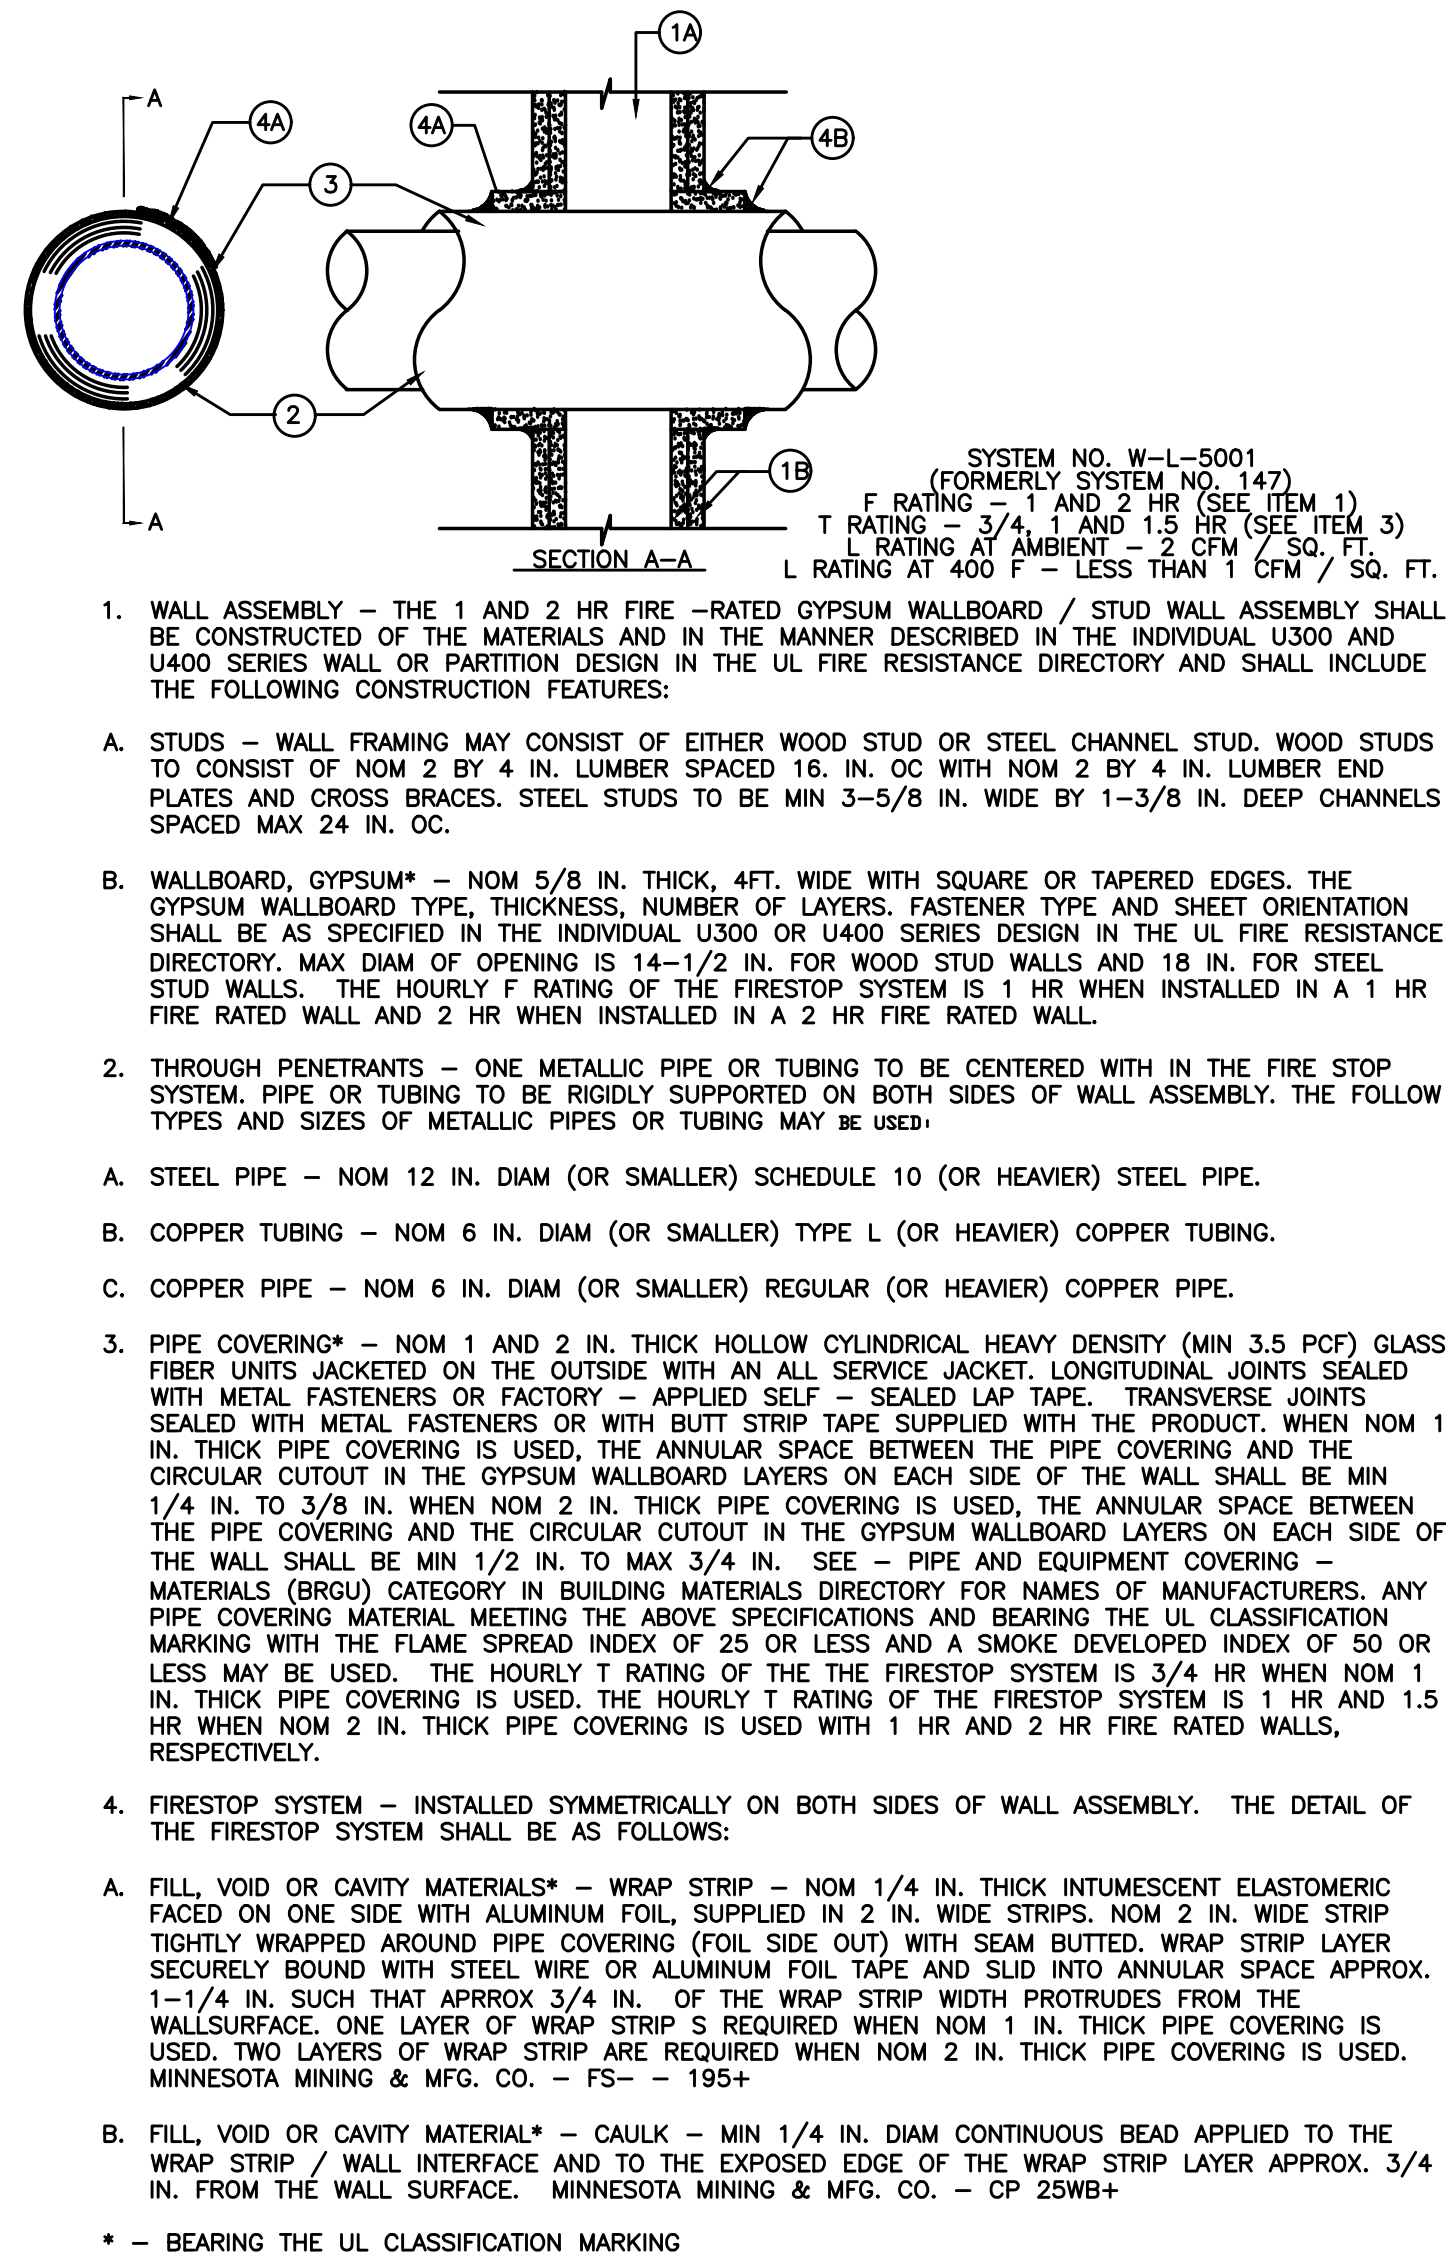 1A
A
4A
4A
4B
3
2
1B
A
SECTION A-A
SYSTEM NO. W-L-5001
(FORMERLY SYSTEM NO. 147)
F RATING - 1 AND 2 HR (SEE ITEM 1)
T RATING - 3/4, 1 AND 1.5 HR (SEE ITEM 3)
L RATING AT AMBIENT - 2 CFM / SQ. FT.
L RATING AT 400 F - LESS THAN 1 CFM / SQ. FT.
1. WALL ASSEMBLY - THE 1 AND 2 HR FIRE -RATED GYPSUM WALLBOARD / STUD WALL ASSEMBLY SHALL
BE CONSTRUCTED OF THE MATERIALS AND IN THE MANNER DESCRIBED IN THE INDIVIDUAL U300 AND
U400 SERIES WALL OR PARTITION DESIGN IN THE UL FIRE RESISTANCE DIRECTORY AND SHALL INCLUDE
THE FOLLOWING CONSTRUCTION FEATURES:
A. STUDS - WALL FRAMING MAY CONSIST OF EITHER WOOD STUD OR STEEL CHANNEL STUD. WOOD STUDS
TO CONSIST OF NOM 2 BY 4 IN. LUMBER SPACED 16. IN. OC WITH NOM 2 BY 4 IN. LUMBER END
PLATES AND CROSS BRACES. STEEL STUDS TO BE MIN 3-5/8 IN. WIDE BY 1-3/8 IN. DEEP CHANNELS
SPACED MAX 24 IN. OC.
B. WALLBOARD, GYPSUM* - NOM 5/8 IN. THICK, 4FT. WIDE WITH SQUARE OR TAPERED EDGES. THE
GYPSUM WALLBOARD TYPE, THICKNESS, NUMBER OF LAYERS. FASTENER TYPE AND SHEET ORIENTATION
SHALL BE AS SPECIFIED IN THE INDIVIDUAL U300 OR U400 SERIES DESIGN IN THE UL FIRE RESISTANCE
DIRECTORY. MAX DIAM OF OPENING IS 14-1/2 IN. FOR WOOD STUD WALLS AND 18 IN. FOR STEEL
STUD WALLS. THE HOURLY F RATING OF THE FIRESTOP SYSTEM IS 1 HR WHEN INSTALLED IN A 1 HR
FIRE RATED WALL AND 2 HR WHEN INSTALLED IN A 2 HR FIRE RATED WALL.
2. THROUGH PENETRANTS - ONE METALLIC PIPE OR TUBING TO BE CENTERED WITH IN THE FIRE STOP
SYSTEM. PIPE OR TUBING TO BE RIGIDLY SUPPORTED ON BOTH SIDES OF WALL ASSEMBLY. THE FOLLOW
TYPES AND SIZES OF METALLIC PIPES OR TUBING MAY BE USED:
A. STEEL PIPE - NOM 12 IN. DIAM (OR SMALLER) SCHEDULE 10 (OR HEAVIER) STEEL PIPE.
B. COPPER TUBING - NOM 6 IN. DIAM (OR SMALLER) TYPE L (OR HEAVIER) COPPER TUBING.
C. COPPER PIPE - NOM 6 IN. DIAM (OR SMALLER) REGULAR (OR HEAVIER) COPPER PIPE.
3. PIPE COVERING* - NOM 1 AND 2 IN. THICK HOLLOW CYLINDRICAL HEAVY DENSITY (MIN 3.5 PCF) GLASS
FIBER UNITS JACKETED ON THE OUTSIDE WITH AN ALL SERVICE JACKET. LONGITUDINAL JOINTS SEALED
WITH METAL FASTENERS OR FACTORY - APPLIED SELF - SEALED LAP TAPE. TRANSVERSE JOINTS
SEALED WITH METAL FASTENERS OR WITH BUTT STRIP TAPE SUPPLIED WITH THE PRODUCT. WHEN NOM 1
IN. THICK PIPE COVERING IS USED, THE ANNULAR SPACE BETWEEN THE PIPE COVERING AND THE
CIRCULAR CUTOUT IN THE GYPSUM WALLBOARD LAYERS ON EACH SIDE OF THE WALL SHALL BE MIN
1/4 IN. TO 3/8 IN. WHEN NOM 2 IN. THICK PIPE COVERING IS USED, THE ANNULAR SPACE BETWEEN
THE PIPE COVERING AND THE CIRCULAR CUTOUT IN THE GYPSUM WALLBOARD LAYERS ON EACH SIDE OF
THE WALL SHALL BE MIN 1/2 IN. TO MAX 3/4 IN. SEE - PIPE AND EQUIPMENT COVERING -
MATERIALS (BRGU) CATEGORY IN BUILDING MATERIALS DIRECTORY FOR NAMES OF MANUFACTURERS. ANY
PIPE COVERING MATERIAL MEETING THE ABOVE SPECIFICATIONS AND BEARING THE UL CLASSIFICATION
MARKING WITH THE FLAME SPREAD INDEX OF 25 OR LESS AND A SMOKE DEVELOPED INDEX OF 50 OR
LESS MAY BE USED. THE HOURLY T RATING OF THE THE FIRESTOP SYSTEM IS 3/4 HR WHEN NOM 1
IN. THICK PIPE COVERING IS USED. THE HOURLY T RATING OF THE FIRESTOP SYSTEM IS 1 HR AND 1.5
HR WHEN NOM 2 IN. THICK PIPE COVERING IS USED WITH 1 HR AND 2 HR FIRE RATED WALLS,
RESPECTIVELY.
4. FIRESTOP SYSTEM - INSTALLED SYMMETRICALLY ON BOTH SIDES OF WALL ASSEMBLY. THE DETAIL OF
THE FIRESTOP SYSTEM SHALL BE AS FOLLOWS:
A. FILL, VOID OR CAVITY MATERIALS* - WRAP STRIP - NOM 1/4 IN. THICK INTUMESCENT ELASTOMERIC
FACED ON ONE SIDE WITH ALUMINUM FOIL, SUPPLIED IN 2 IN. WIDE STRIPS. NOM 2 IN. WIDE STRIP
TIGHTLY WRAPPED AROUND PIPE COVERING (FOIL SIDE OUT) WITH SEAM BUTTED. WRAP STRIP LAYER
SECURELY BOUND WITH STEEL WIRE OR ALUMINUM FOIL TAPE AND SLID INTO ANNULAR SPACE APPROX.
1-1/4 IN. SUCH THAT APRROX 3/4 IN. OF THE WRAP STRIP WIDTH PROTRUDES FROM THE
WALLSURFACE. ONE LAYER OF WRAP STRIP S REQUIRED WHEN NOM 1 IN. THICK PIPE COVERING IS
USED. TWO LAYERS OF WRAP STRIP ARE REQUIRED WHEN NOM 2 IN. THICK PIPE COVERING IS USED.
MINNESOTA MINING & MFG. CO. - FS- - 195+
B. FILL, VOID OR CAVITY MATERIAL* - CAULK - MIN 1/4 IN. DIAM CONTINUOUS BEAD APPLIED TO THE
WRAP STRIP / WALL INTERFACE AND TO THE EXPOSED EDGE OF THE WRAP STRIP LAYER APPROX. 3/4
IN. FROM THE WALL SURFACE. MINNESOTA MINING & MFG. CO. - CP 25WB+
* - BEARING THE UL CLASSIFICATION MARKING